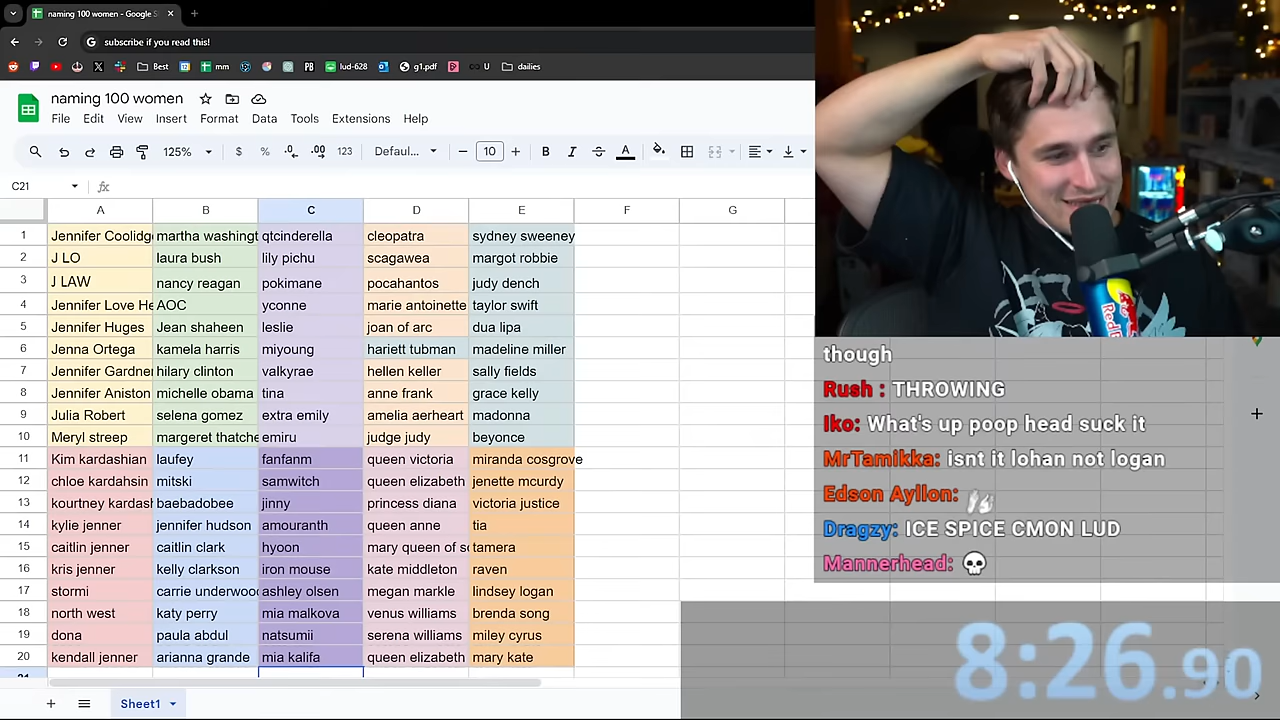 naming 100 women - Google S
subscribe if you read this!
Best mm PB lud-628 g1.pdf U dailies
naming 100 women
File Edit View Insert Format Data Tools Extensions Help
125% $ % .0 .00 123 Defaul... 10 B I A
C21 fx
A B C D E F G
1 Jennifer Coolidg martha washingt qtcinderella cleopatra sydney sweeney
2 J LO laura bush lily pichu scagawea margot robbie
3 J LAW nancy reagan pokimane pocahantos judy dench
4 Jennifer Love He AOC yconne marie antoinette taylor swift
5 Jennifer Huges Jean shaheen leslie joan of arc dua lipa
6 Jenna Ortega kamela harris miyoung hariett tubman madeline miller
7 Jennifer Gardner hilary clinton valkyrae hellen keller sally fields
8 Jennifer Aniston michelle obama tina anne frank grace kelly
9 Julia Robert selena gomez extra emily amelia aerheart madonna
10 Meryl streep margeret thatche emiru judge judy beyonce
11 Kim kardashian laufey fanfanm queen victoria miranda cosgrove
12 chloe kardahsin mitski samwitch queen elizabeth jenette mcurdy
13 kourtney kardash baebadobee jinny princess diana victoria justice
14 kylie jenner jennifer hudson amouranth queen anne tia
15 caitlin jenner caitlin clark hyoon mary queen of sc tamera
16 kris jenner kelly clarkson iron mouse kate middleton raven
17 stormi carrie underwood ashley olsen megan markle lindsey logan
18 north west katy perry mia malkova venus williams brenda song
19 dona paula abdul natsumii serena williams miley cyrus
20 kendall jenner arianna grande mia kalifa queen elizabeth mary kate
Sheet1
Red B
though
Rush : THROWING
Iko: What's up poop head suck it
MrTamikka: isnt it lohan not logan
Edson Ayllon:
Dragzy: ICE SPICE CMON LUD
Mannerhead:
8:26.90